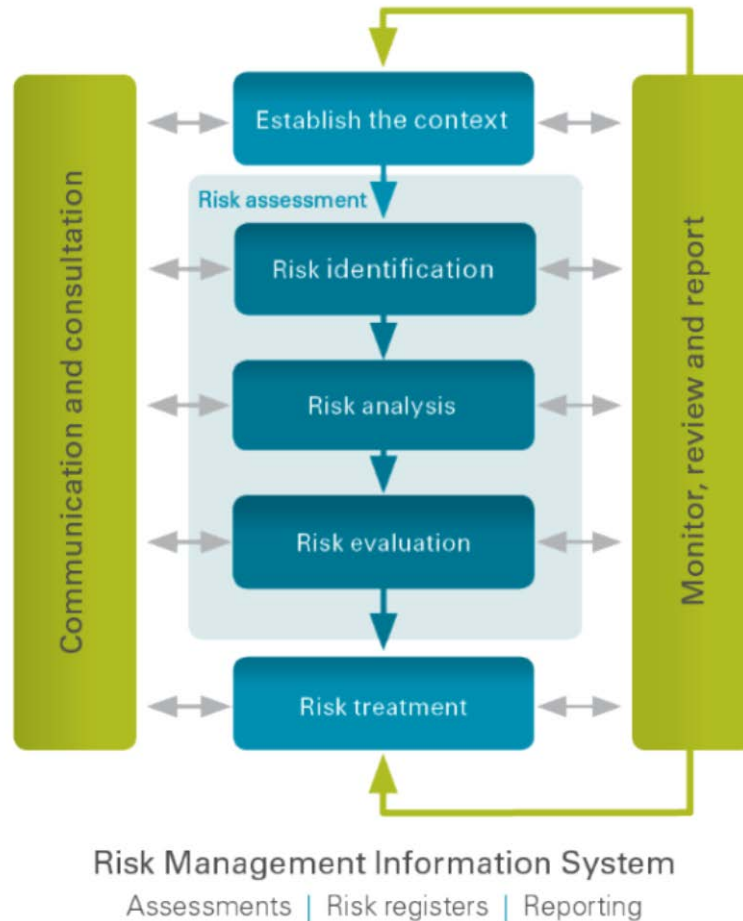 Establish the context
Risk assessment
Risk identification
Risk analysis
Risk evaluation
Risk treatment
Communication and consultation
Monitor, review and report
Risk Management Information System
Assessments | Risk registers | Reporting